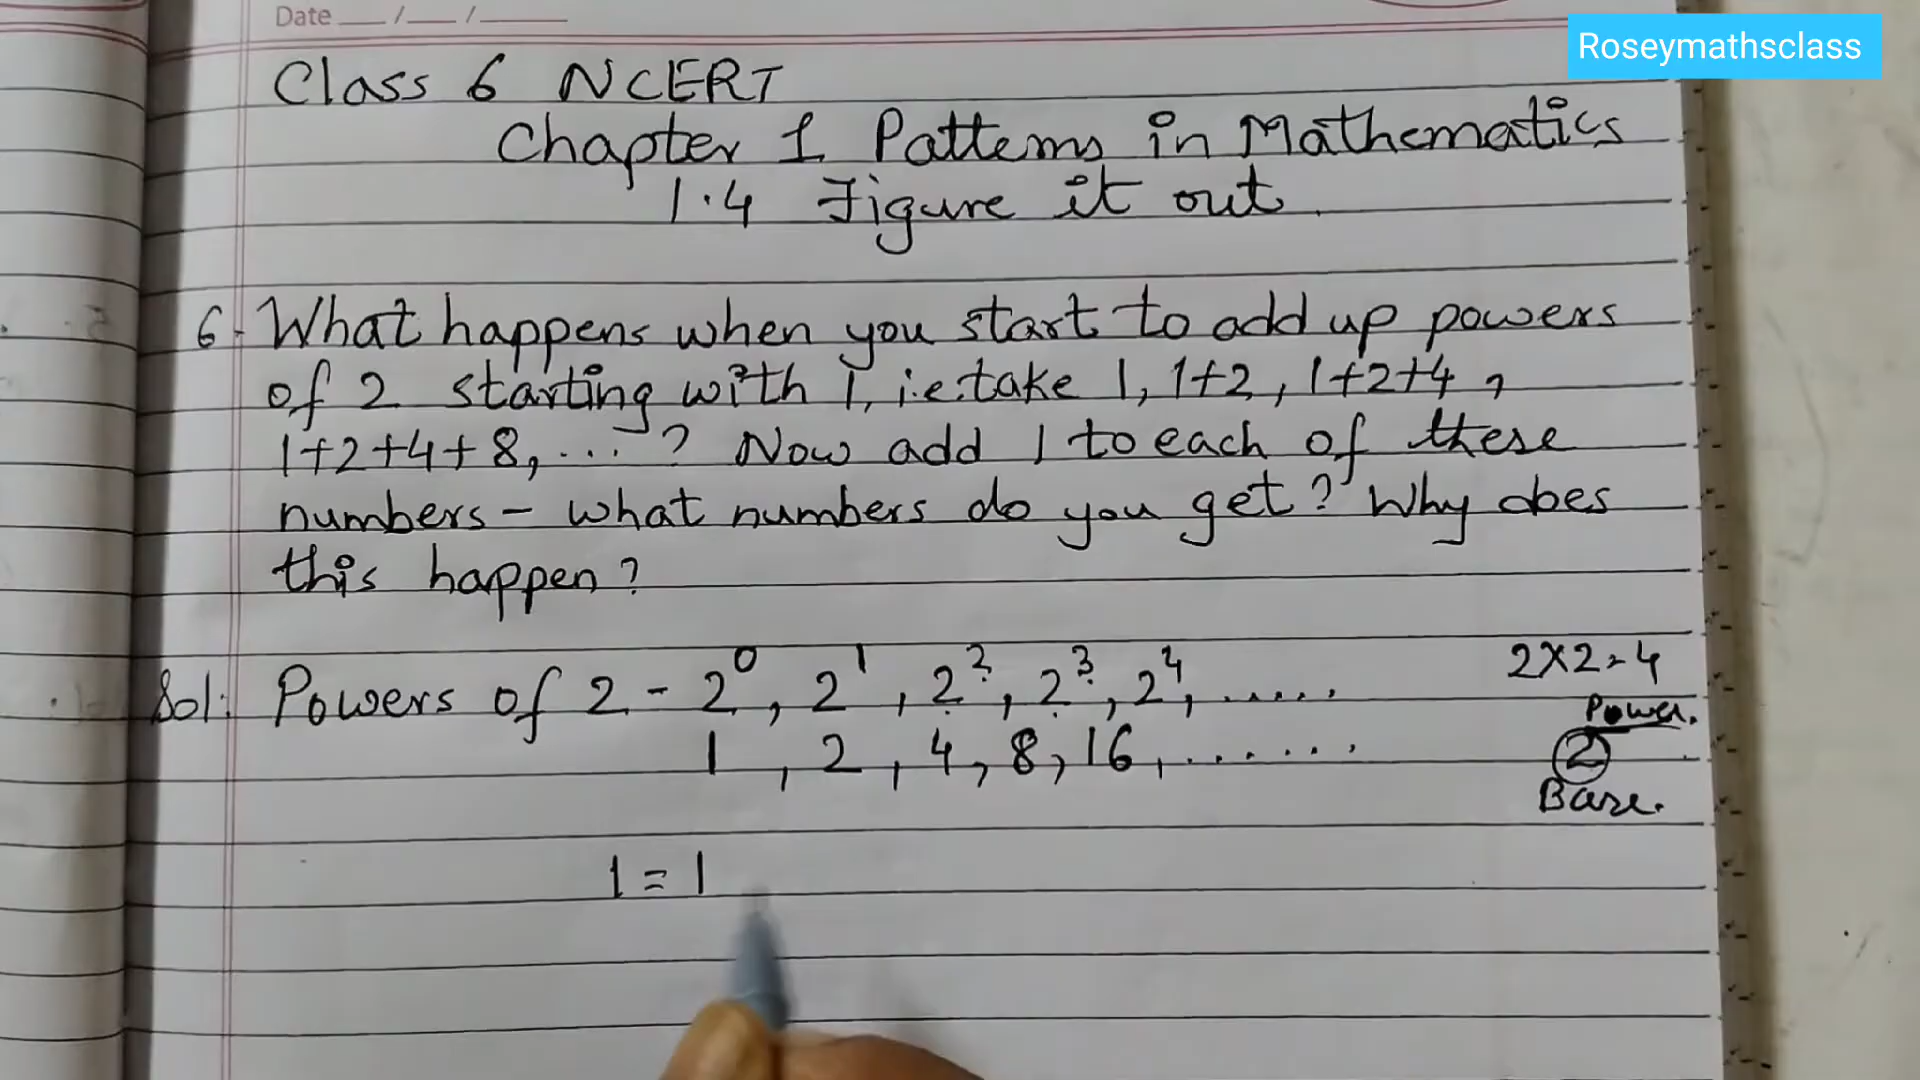 Date __/__/____
Roseymathsclass
Class 6 NCERT
Chapter 1 Patterns in Mathematics
1.4 Figure it out
6. What happens when you start to add up powers
of 2 starting with 1, i.e. take 1, 1+2, 1+2+4,
1+2+4+8, ... ? Now add 1 to each of these
numbers – what numbers do you get? Why does
this happen?
Sol: Powers of 2 - 2⁰, 2¹, 2², 2³, 2⁴, .....
1, 2, 4, 8, 16, ......
2×2=4
Power.
2
Base.
1 = 1